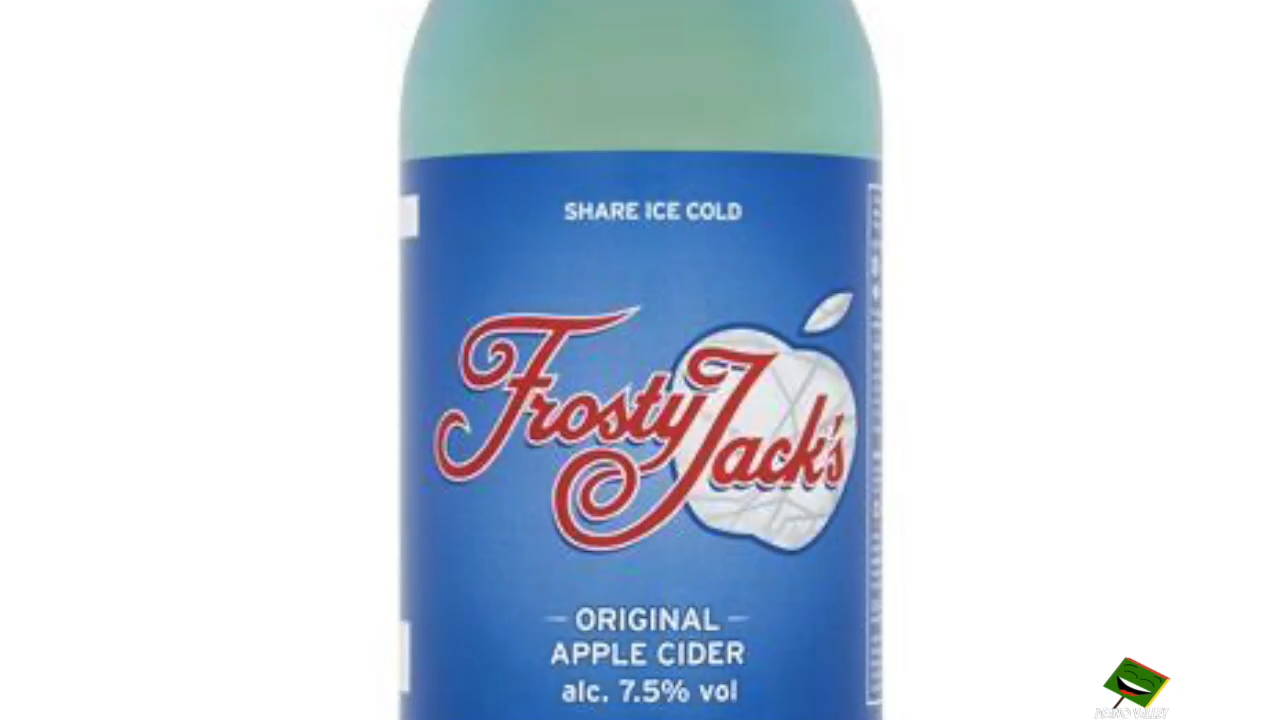 SHARE ICE COLD
Frosty Jack's
ORIGINAL
APPLE CIDER
alc. 7.5% vol